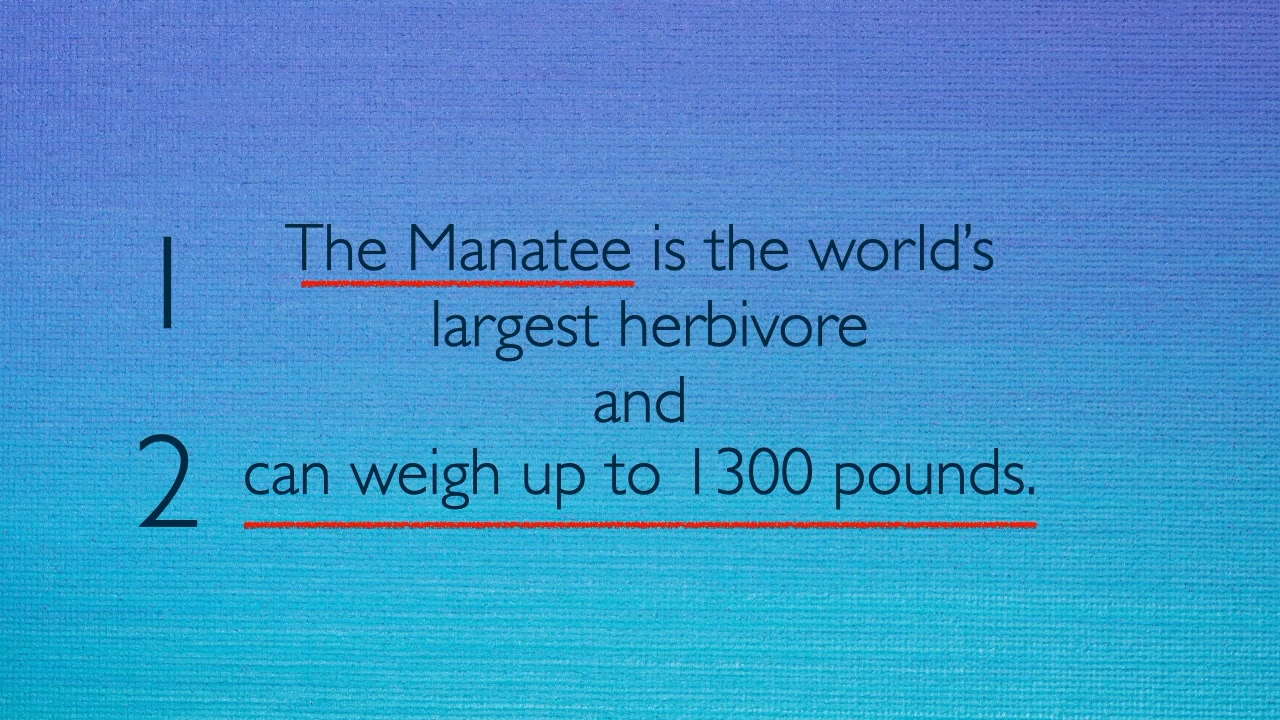 1
The Manatee is the world’s
largest herbivore
and
2
can weigh up to 1300 pounds.